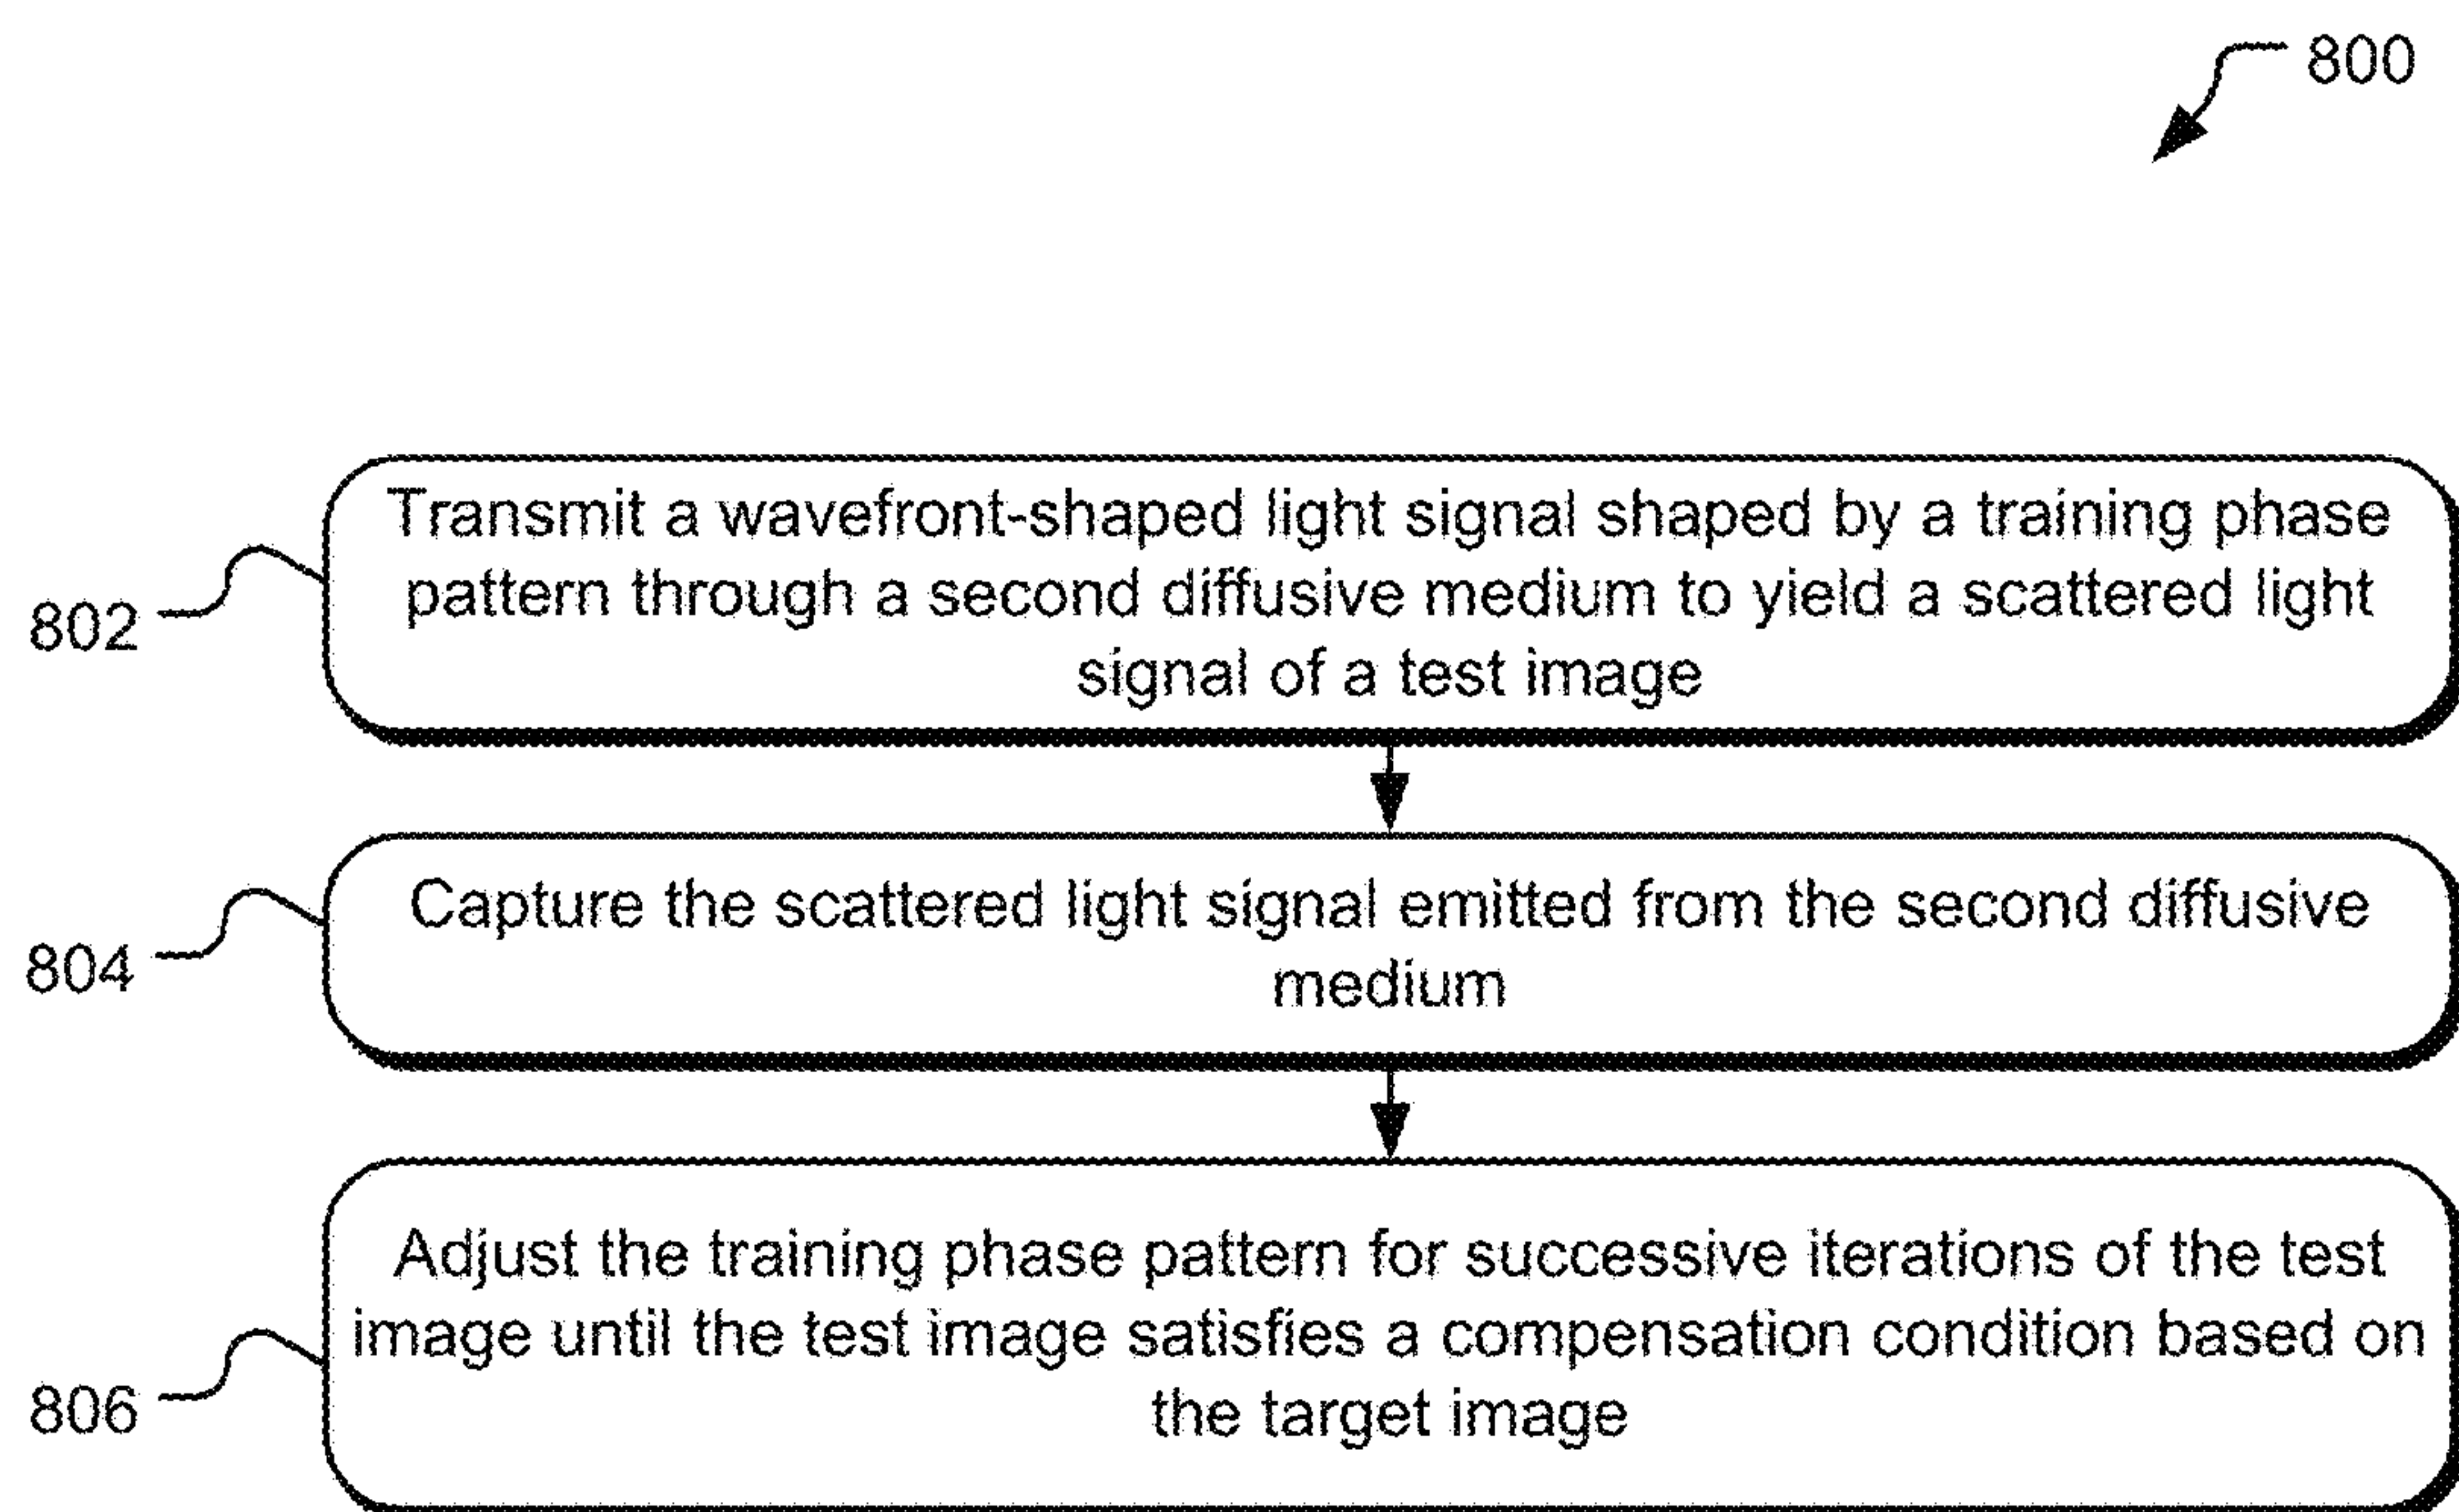 800
Transmit a wavefront-shaped light signal shaped by a training phase
pattern through a second diffusive medium to yield a scattered light
signal of a test image
802
Capture the scattered light signal emitted from the second diffusive
medium
804
Adjust the training phase pattern for successive iterations of the test
image until the test image satisfies a compensation condition based on
the target image
806